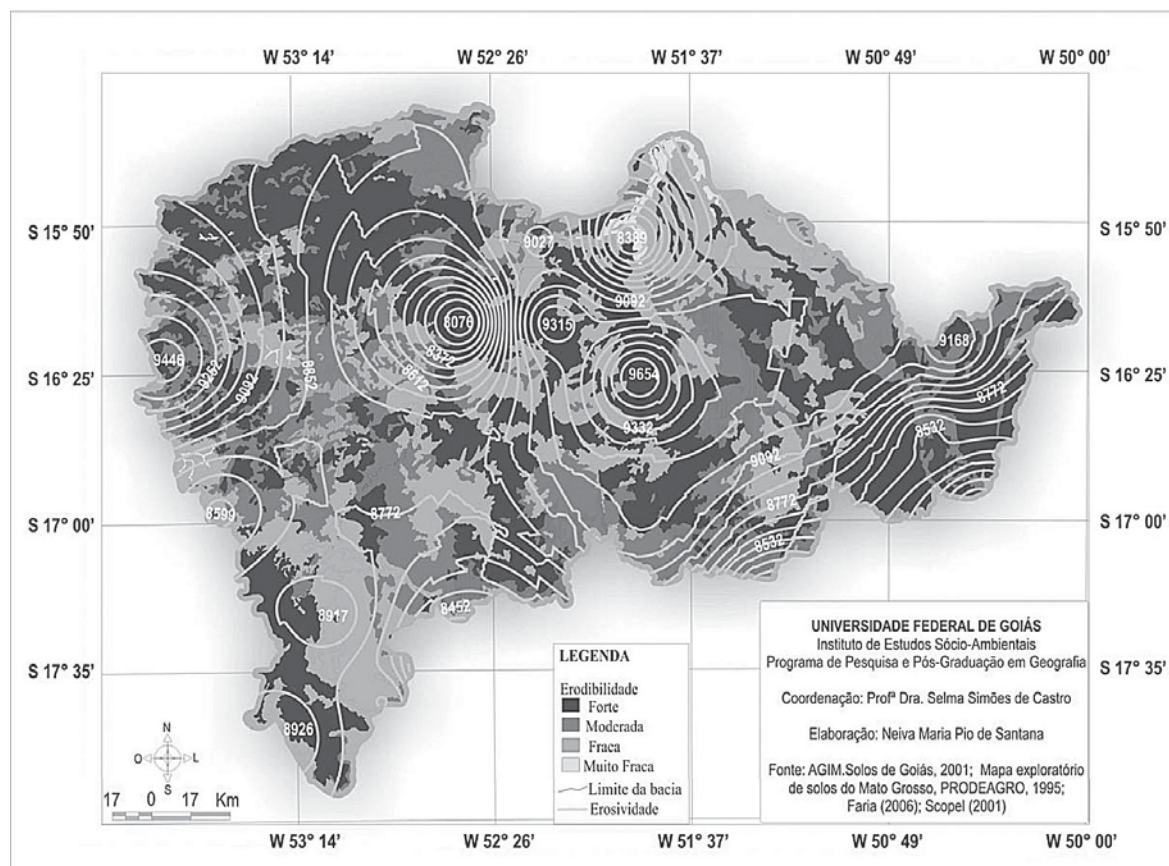 W 53° 14'
W 52° 26'
W 51° 37'
W 50° 49'
W 50° 00'
S 15° 50'
S 15° 50'
9027
8389
9092
8076
9315
9168
9446
9262
9092
8852
8372
8612
9654
8772
S 16° 25'
S 16° 25'
9332
8532
9092
8599
8772
8772
S 17° 00'
S 17° 00'
8532
8917
8452
S 17° 35'
S 17° 35'
8926
N
O
L
S
17 0 17 Km
LEGENDA
Erodibilidade
Forte
Moderada
Fraca
Muito Fraca
Limite da bacia
Erosividade
UNIVERSIDADE FEDERAL DE GOIÁS
Instituto de Estudos Sócio-Ambientais
Programa de Pesquisa e Pós-Graduação em Geografia
Coordenação: Profª Dra. Selma Simões de Castro
Elaboração: Neiva Maria Pio de Santana
Fonte: AGIM.Solos de Goiás, 2001; Mapa exploratório
de solos do Mato Grosso, PRODEAGRO, 1995;
Faria (2006); Scopel (2001)
W 53° 14'
W 52° 26'
W 51° 37'
W 50° 49'
W 50° 00'